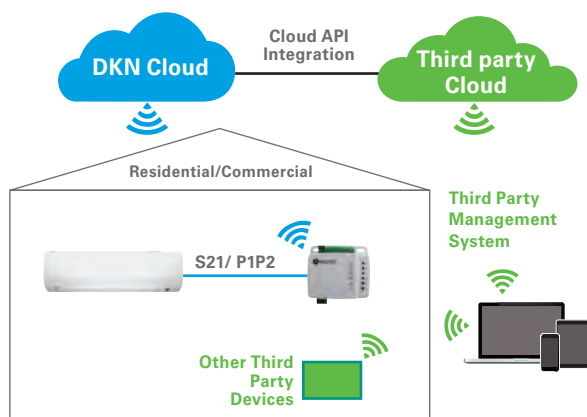 DKN Cloud
Cloud API
Integration
Third party
Cloud
Residential/Commercial
S21/ P1P2
Third Party
Management
System
Other Third
Party
Devices